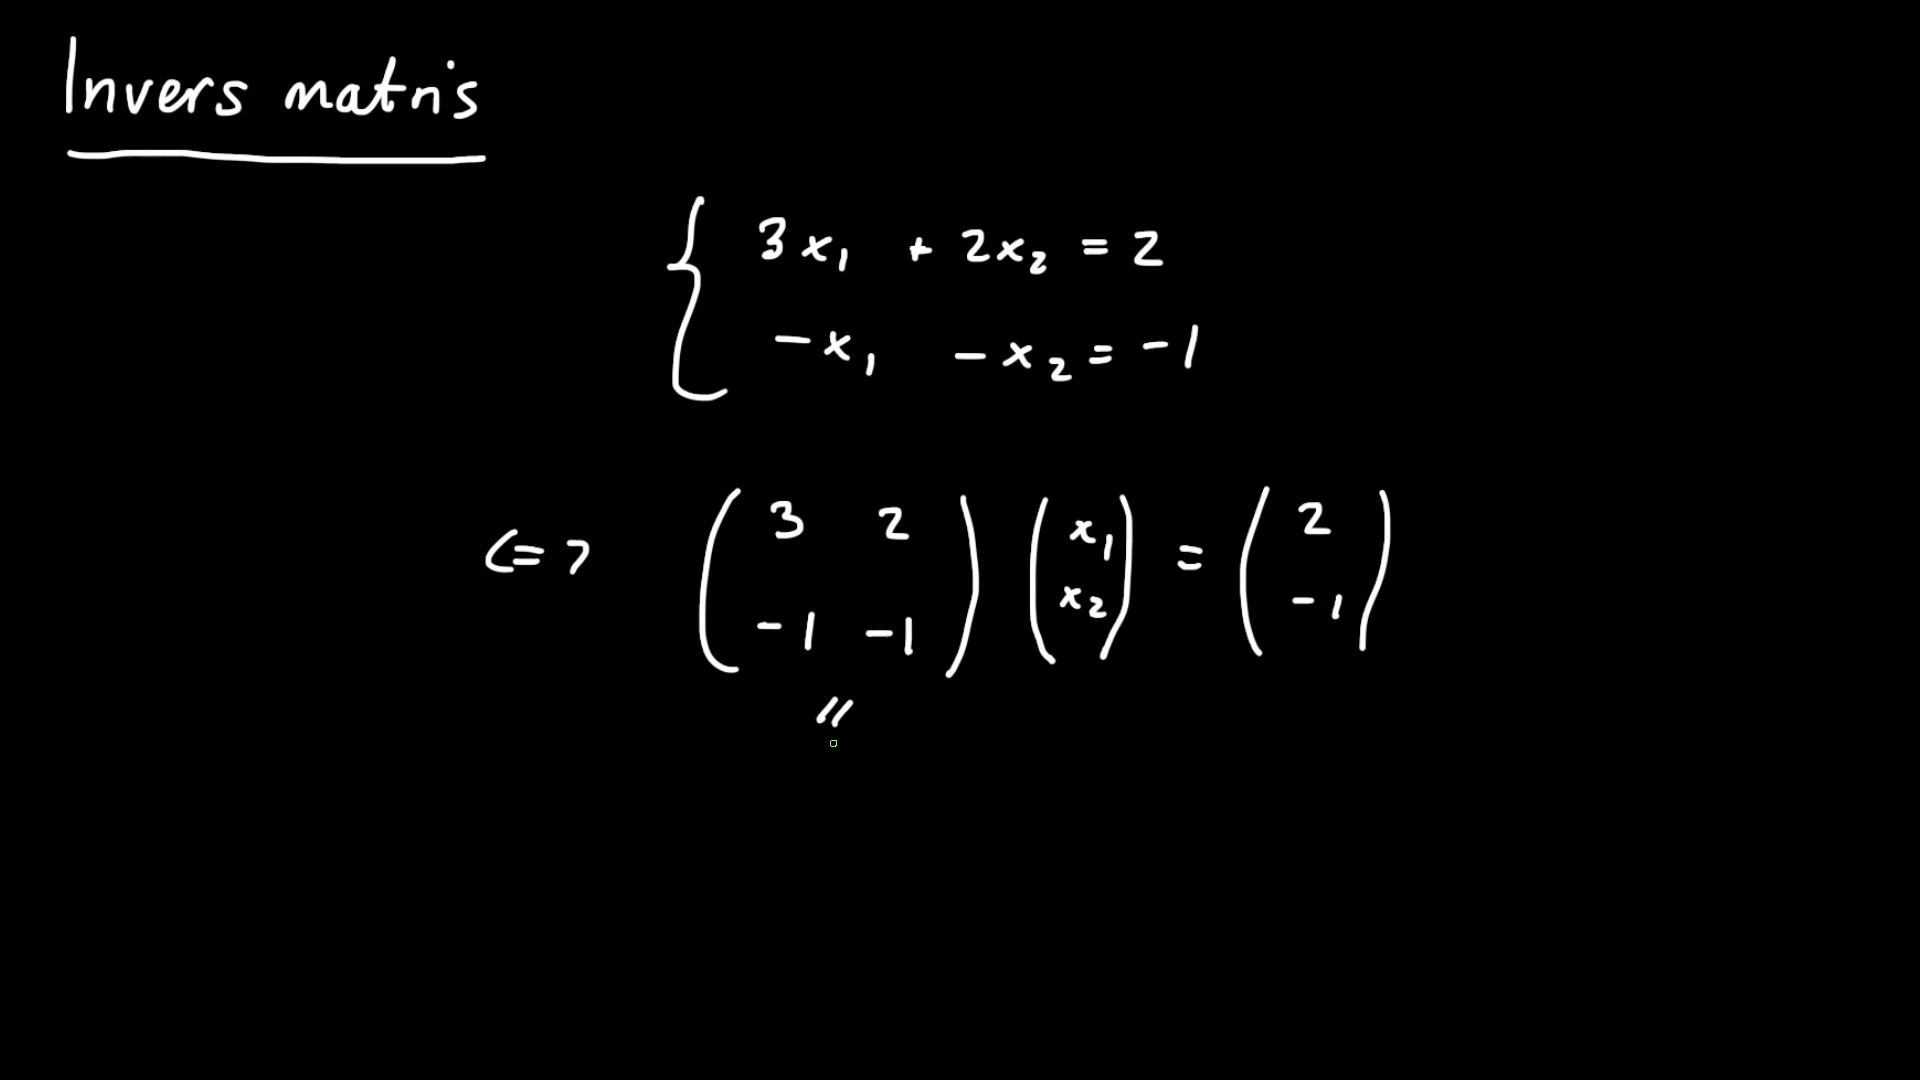 Invers matris
3x₁ + 2x₂ = 2
-x₁ -x₂ = -1
<=> ( 3 2 ) ( x₁ ) = ( 2 )
( -1 -1 ) ( x₂ ) ( -1 )
"